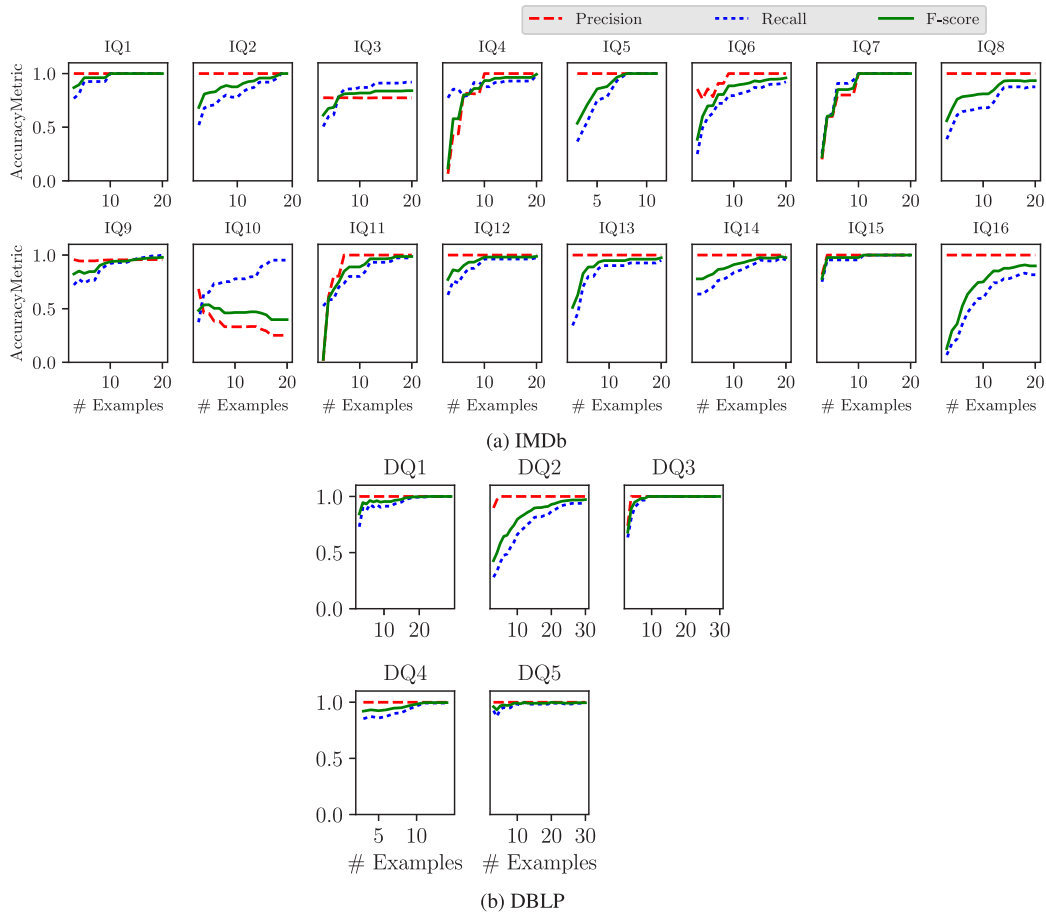 Precision Recall F-score
IQ1 IQ2 IQ3 IQ4 IQ5 IQ6 IQ7 IQ8
AccuracyMetric
1.0
0.5
0.0
10 20 10 20 10 20 10 20 5 10 10 20 10 20 10 20
IQ9 IQ10 IQ11 IQ12 IQ13 IQ14 IQ15 IQ16
AccuracyMetric
1.0
0.5
0.0
10 20 10 20 10 20 10 20 10 20 10 20 10 20 10 20
# Examples # Examples # Examples # Examples # Examples # Examples # Examples # Examples
(a) IMDb
DQ1 DQ2 DQ3
1.0
0.5
0.0
10 20 10 20 30 10 20 30
DQ4 DQ5
1.0
0.5
0.0
5 10 10 20 30
# Examples # Examples
(b) DBLP